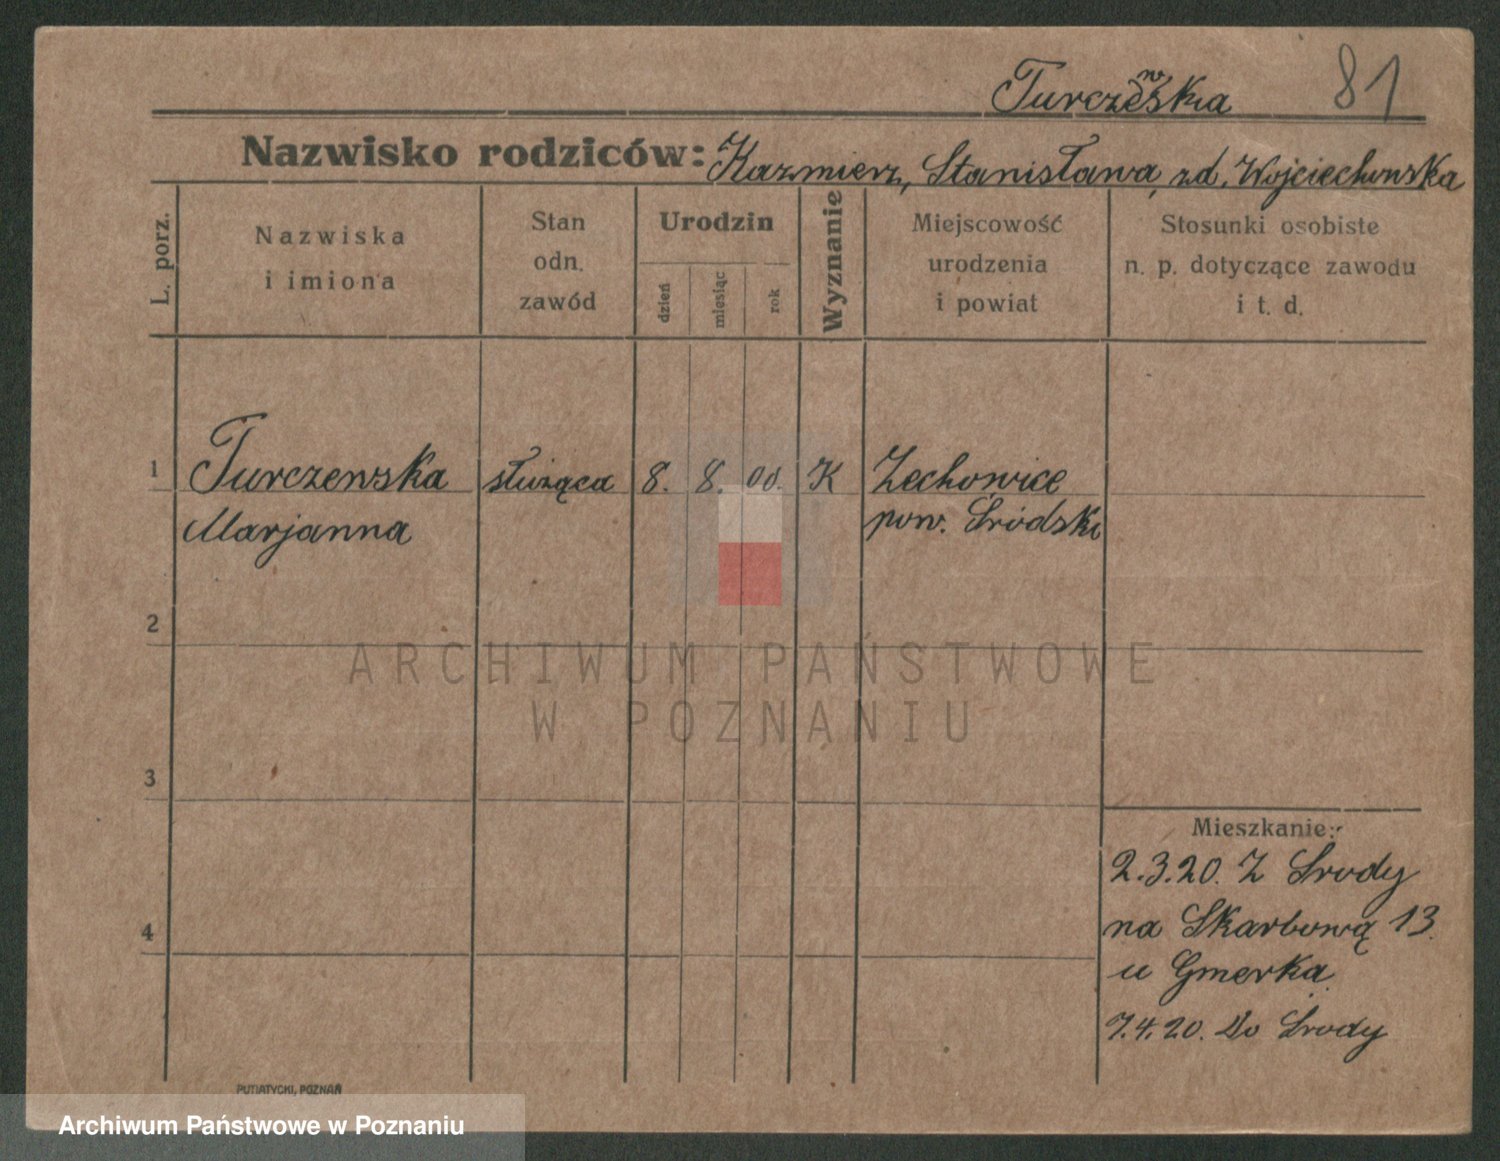 Turczewska 81
Nazwisko rodziców: Kazmierz, Stanisława, zd. Wojciechowska
L. porz.
Nazwiska
i imiona
Stan
odn.
zawód
Urodzin
dzień
miesiąc
rok
Wyznanie
Miejscowość
urodzenia
i powiat
Stosunki osobiste
n. p. dotyczące zawodu
i t. d.
1 Turczewska służąca 8. 8. 00. K Zechowice
Marjanna pow. Śródski
2
ARCHIWUM PAŃSTWOWE
W POZNANIU
3
Mieszkanie:
2.3.20. Z Środy
4 na Skarbową 13.
u Gmerka
7.4.20. Do Środy
PUTIATYCKI, POZNAŃ
Archiwum Państwowe w Poznaniu